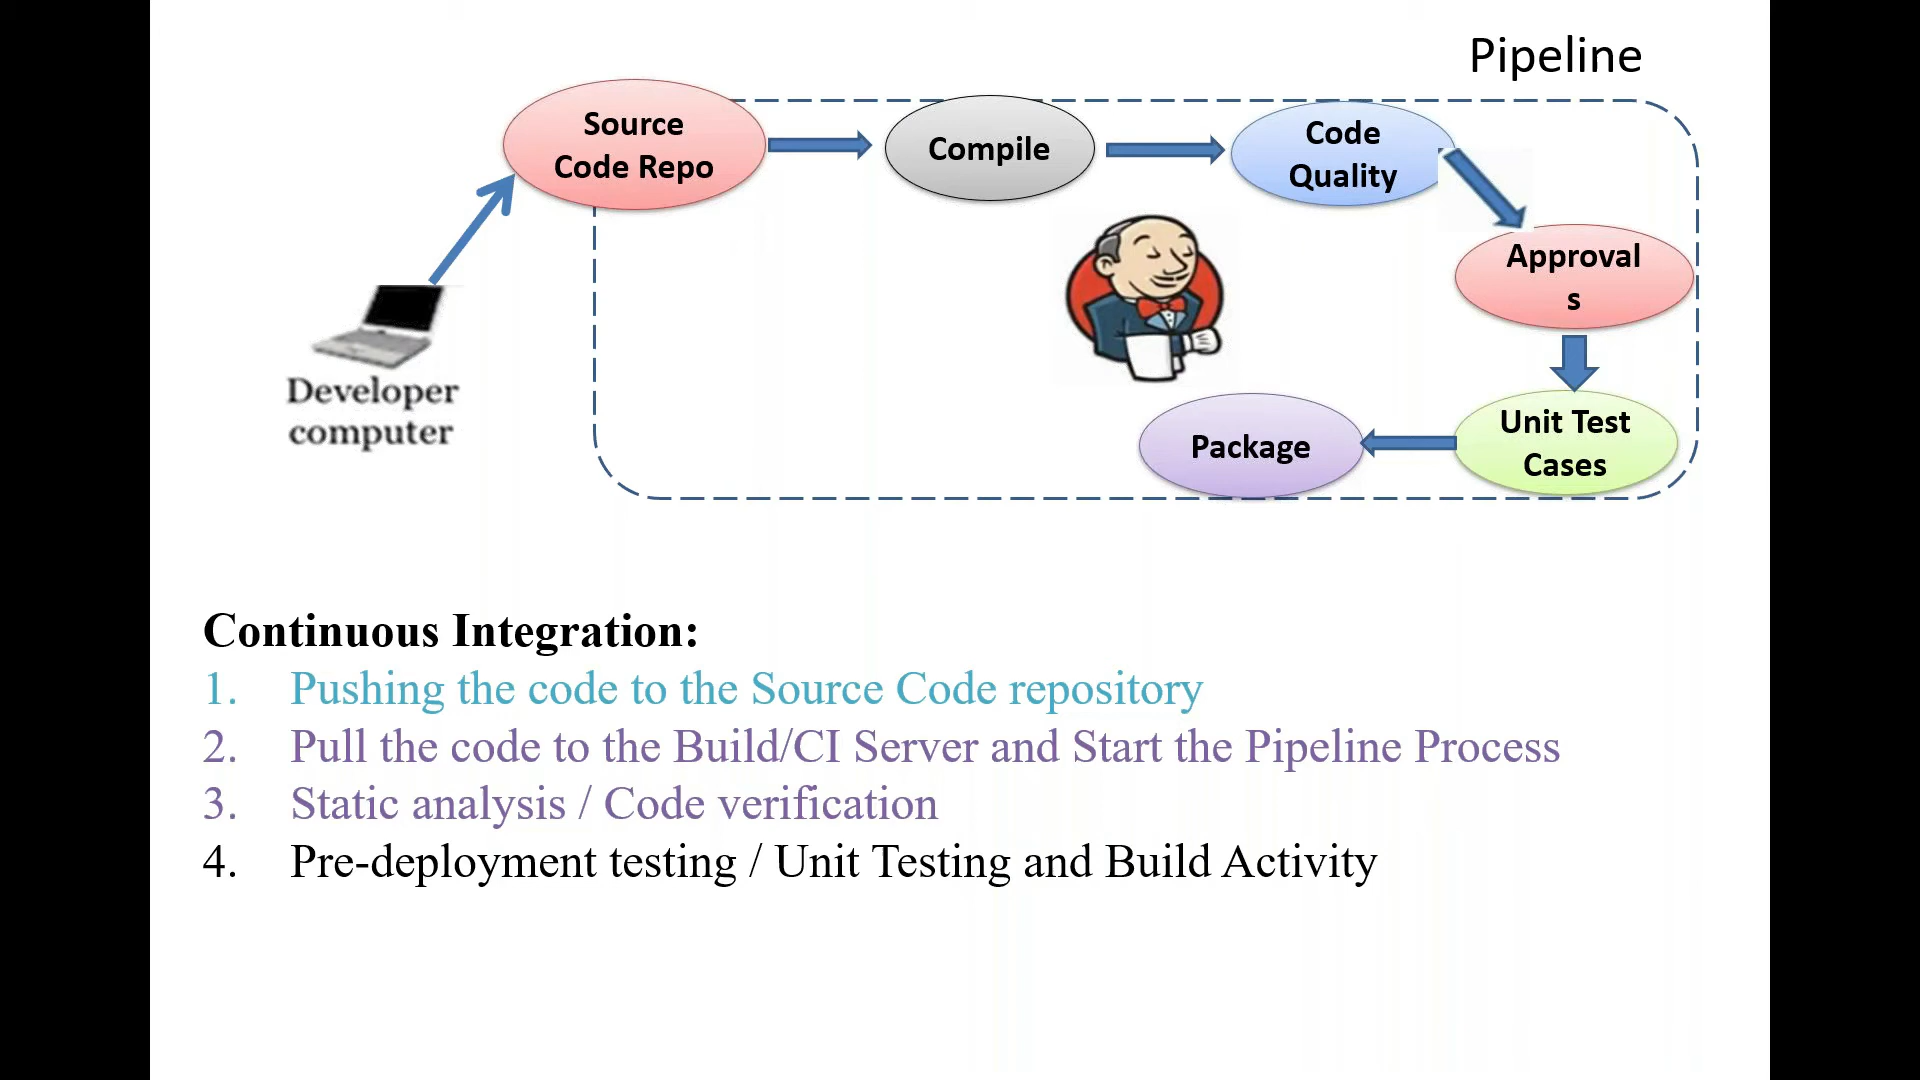 Pipeline
Source
Code Repo
Compile
Code
Quality
Approval
s
Developer
computer
Unit Test
Cases
Package
Continuous Integration:
1. Pushing the code to the Source Code repository
2. Pull the code to the Build/CI Server and Start the Pipeline Process
3. Static analysis / Code verification
4. Pre-deployment testing / Unit Testing and Build Activity